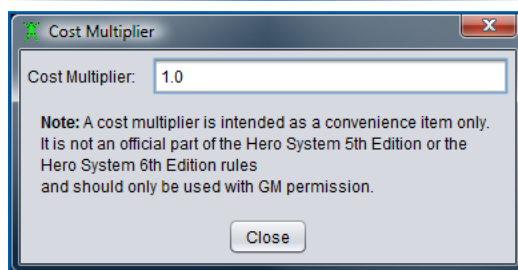 Cost Multiplier
Cost Multiplier: 1.0
Note: A cost multiplier is intended as a convenience item only.
It is not an official part of the Hero System 5th Edition or the
Hero System 6th Edition rules
and should only be used with GM permission.
Close